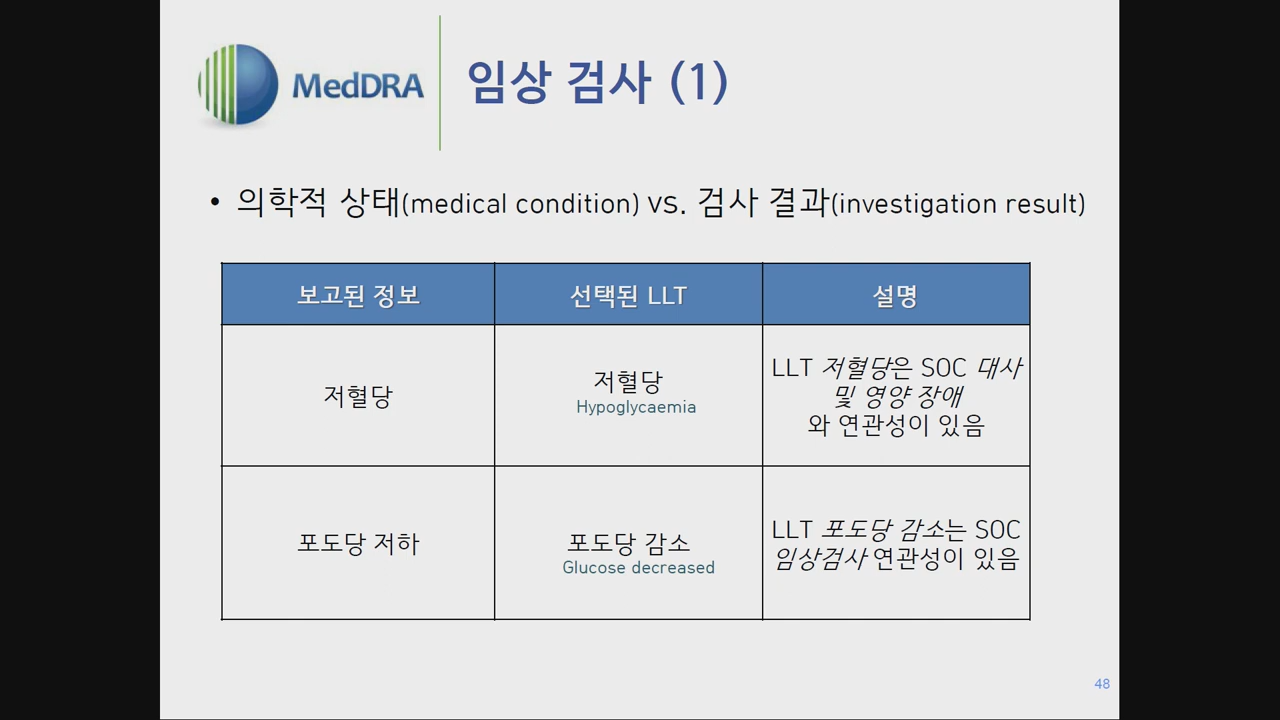 MedDRA
임상 검사 (1)
• 의학적 상태(medical condition) vs. 검사 결과(investigation result)
보고된 정보
선택된 LLT
설명
저혈당
저혈당
Hypoglycaemia
LLT 저혈당은 SOC 대사
및 영양 장애
와 연관성이 있음
포도당 저하
포도당 감소
Glucose decreased
LLT 포도당 감소는 SOC
임상검사 연관성이 있음
48